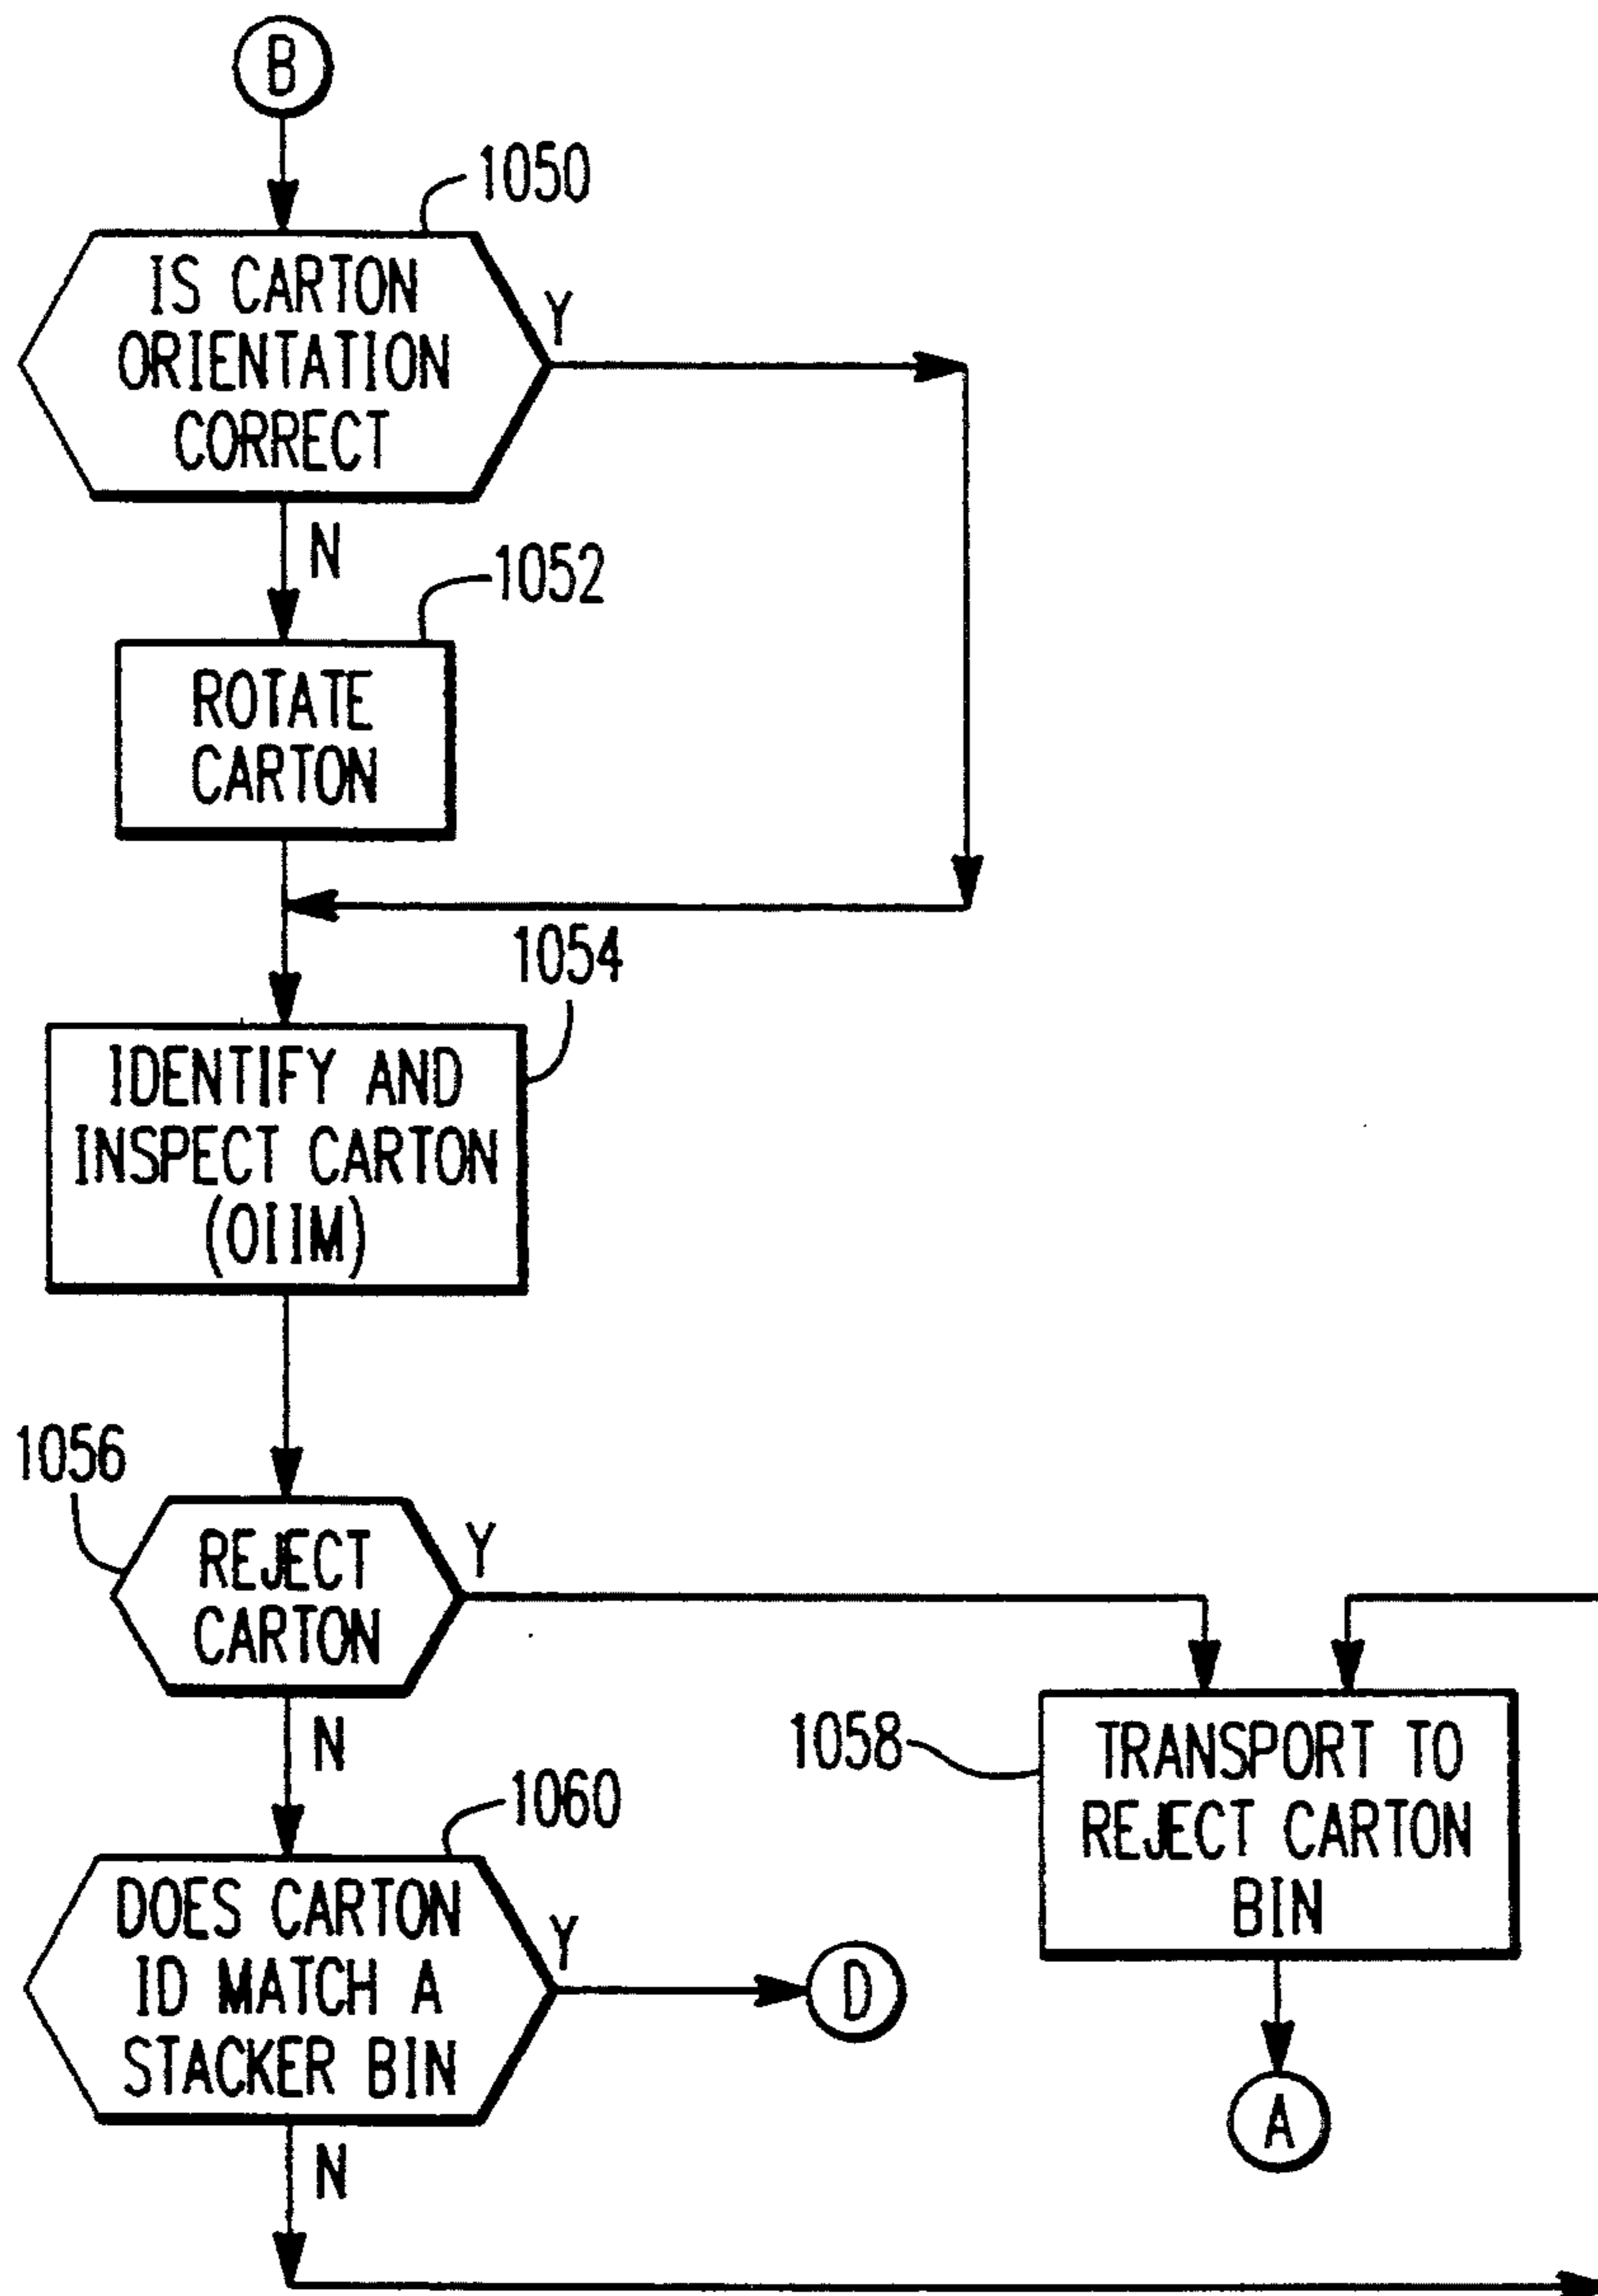 B
1050
IS CARTON
ORIENTATION
CORRECT
Y
N
1052
ROTATE
CARTON
1054
IDENTIFY AND
INSPECT CARTON
(OIIM)
1056
REJECT
CARTON
Y
N
1058
TRANSPORT TO
REJECT CARTON
BIN
1060
DOES CARTON
ID MATCH A
STACKER BIN
Y
D
A
N